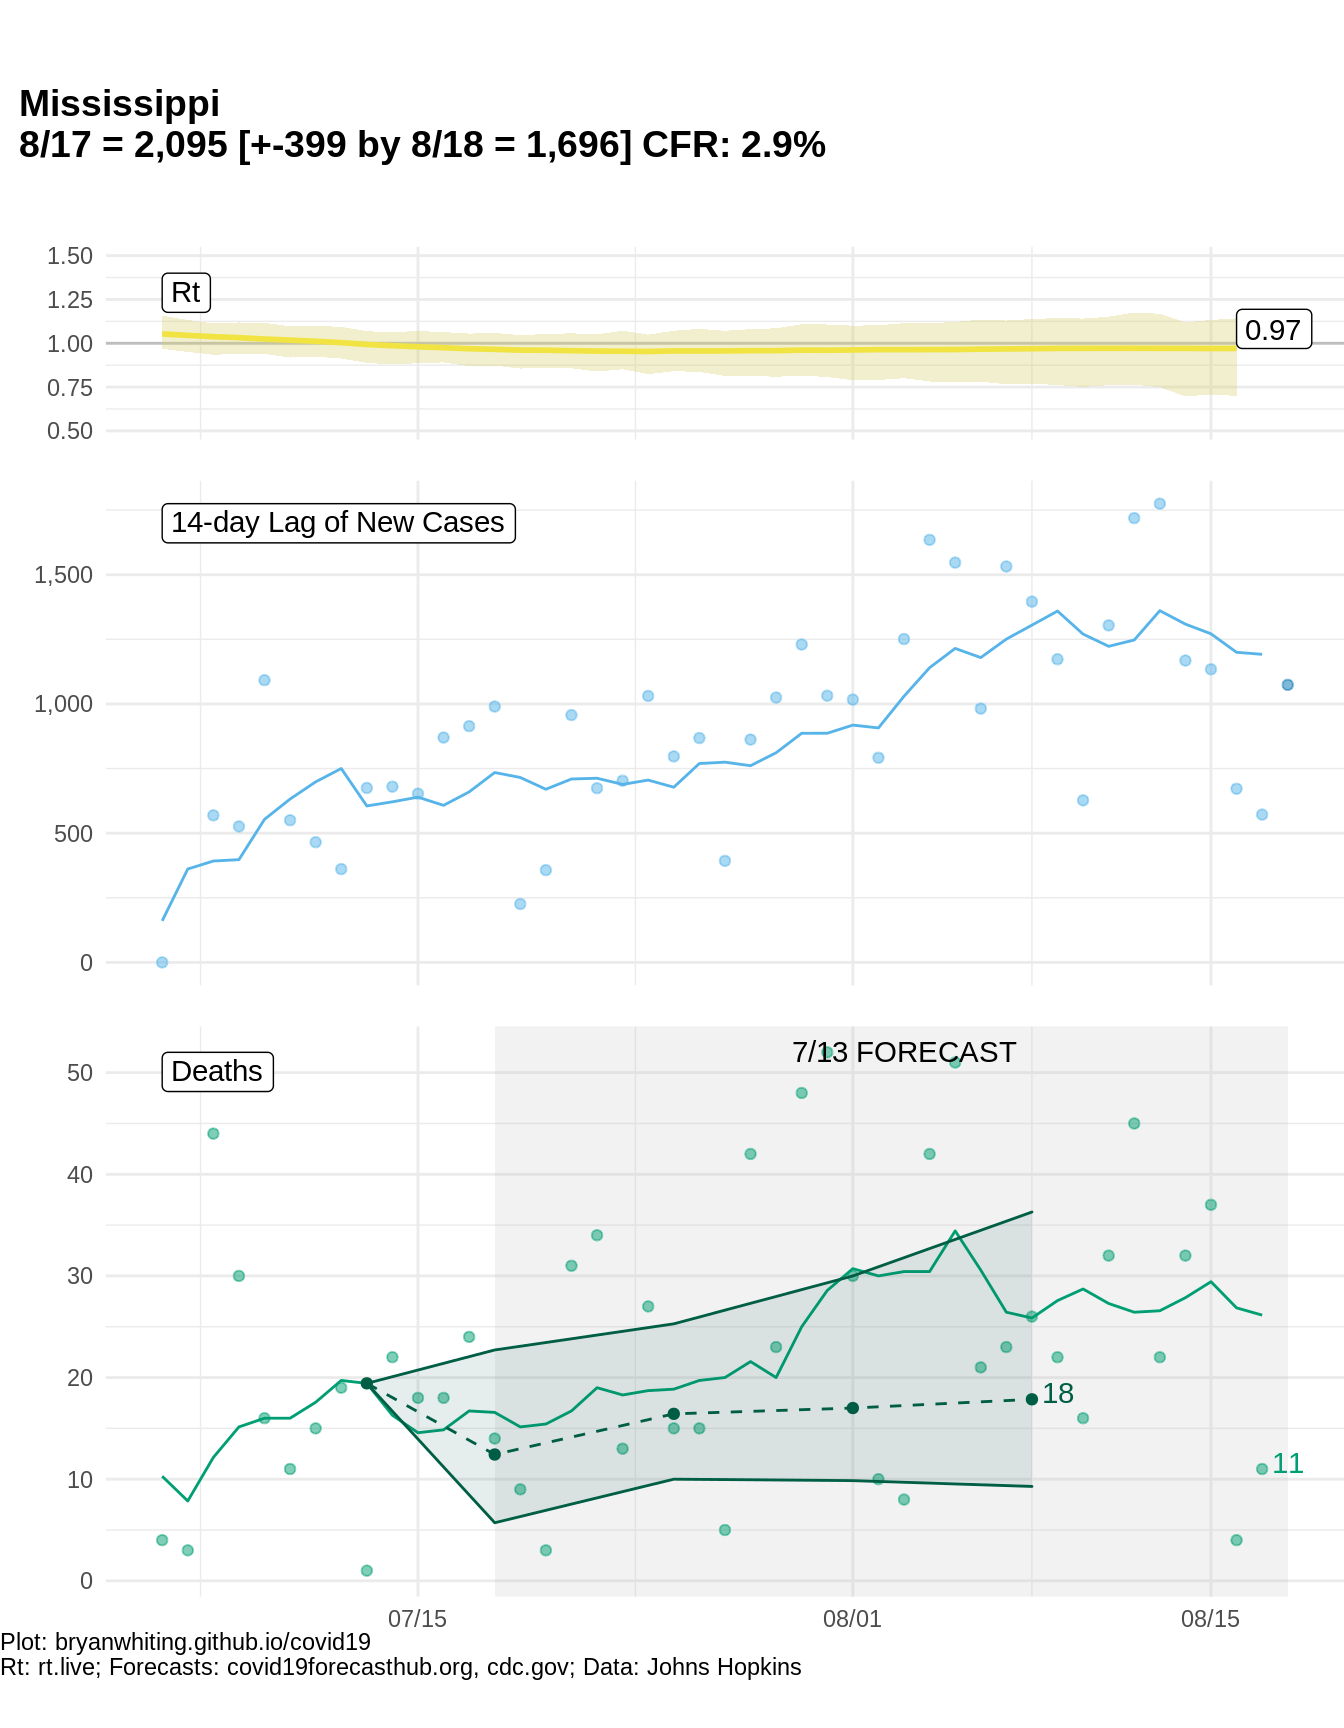 Mississippi
8/17 = 2,095 [+-399 by 8/18 = 1,696] CFR: 2.9%
1.50
1.25
1.00
0.75
0.50
Rt
0.97
14-day Lag of New Cases
1,500
1,000
500
0
Deaths
7/13 FORECAST
50
40
30
20
10
0
18
11
07/15
08/01
08/15
Plot: bryanwhiting.github.io/covid19
Rt: rt.live; Forecasts: covid19forecasthub.org, cdc.gov; Data: Johns Hopkins